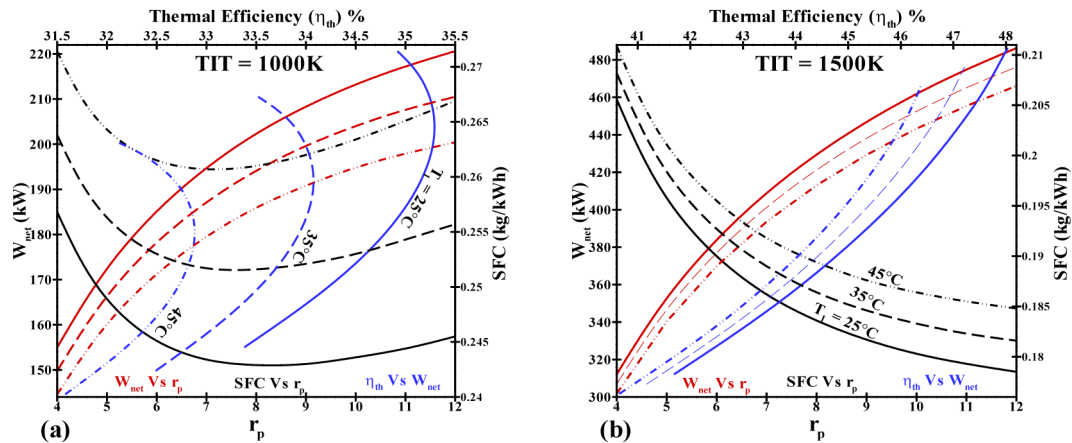 Thermal Efficiency (ηth) %
31.5 32 32.5 33 33.5 34 34.5 35 35.5
TIT = 1000K
220
210
200
190
180
170
160
150
Wnet (kW)
0.27
0.265
0.26
0.255
0.25
0.245
0.24
SFC (kg/kWh)
T1 = 25°C
35°C
45°C
Wnet Vs rp SFC Vs rp ηth Vs Wnet
4 5 6 7 8 9 10 11 12
(a) rp
Thermal Efficiency (ηth) %
41 42 43 44 45 46 47 48
TIT = 1500K
480
460
440
420
400
380
360
340
320
300
Wnet (kW)
0.21
0.205
0.2
0.195
0.19
0.185
0.18
SFC (kg/kWh)
45°C
35°C
T1 = 25°C
Wnet Vs rp SFC Vs rp ηth Vs Wnet
4 5 6 7 8 9 10 11 12
(b) rp